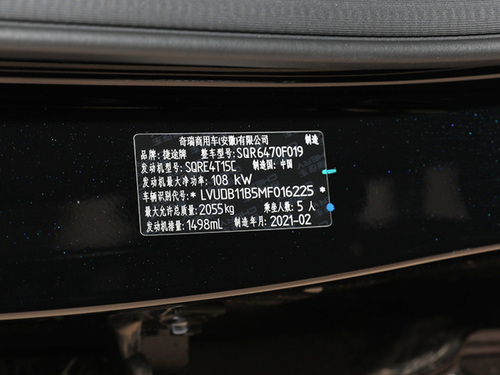 奇瑞商用车(安徽)有限公司 制造
品牌: 捷途牌 整车型号: SQR6470F019
发动机型号: SQRE4T15C 制造国: 中国
发动机最大净功率: 108 kW
车辆识别代号: * LVUDB11B5MF016225 *
最大允许总质量: 2055kg 乘坐人数: 5 人
发动机排量: 1498mL 制造年月: 2021-02